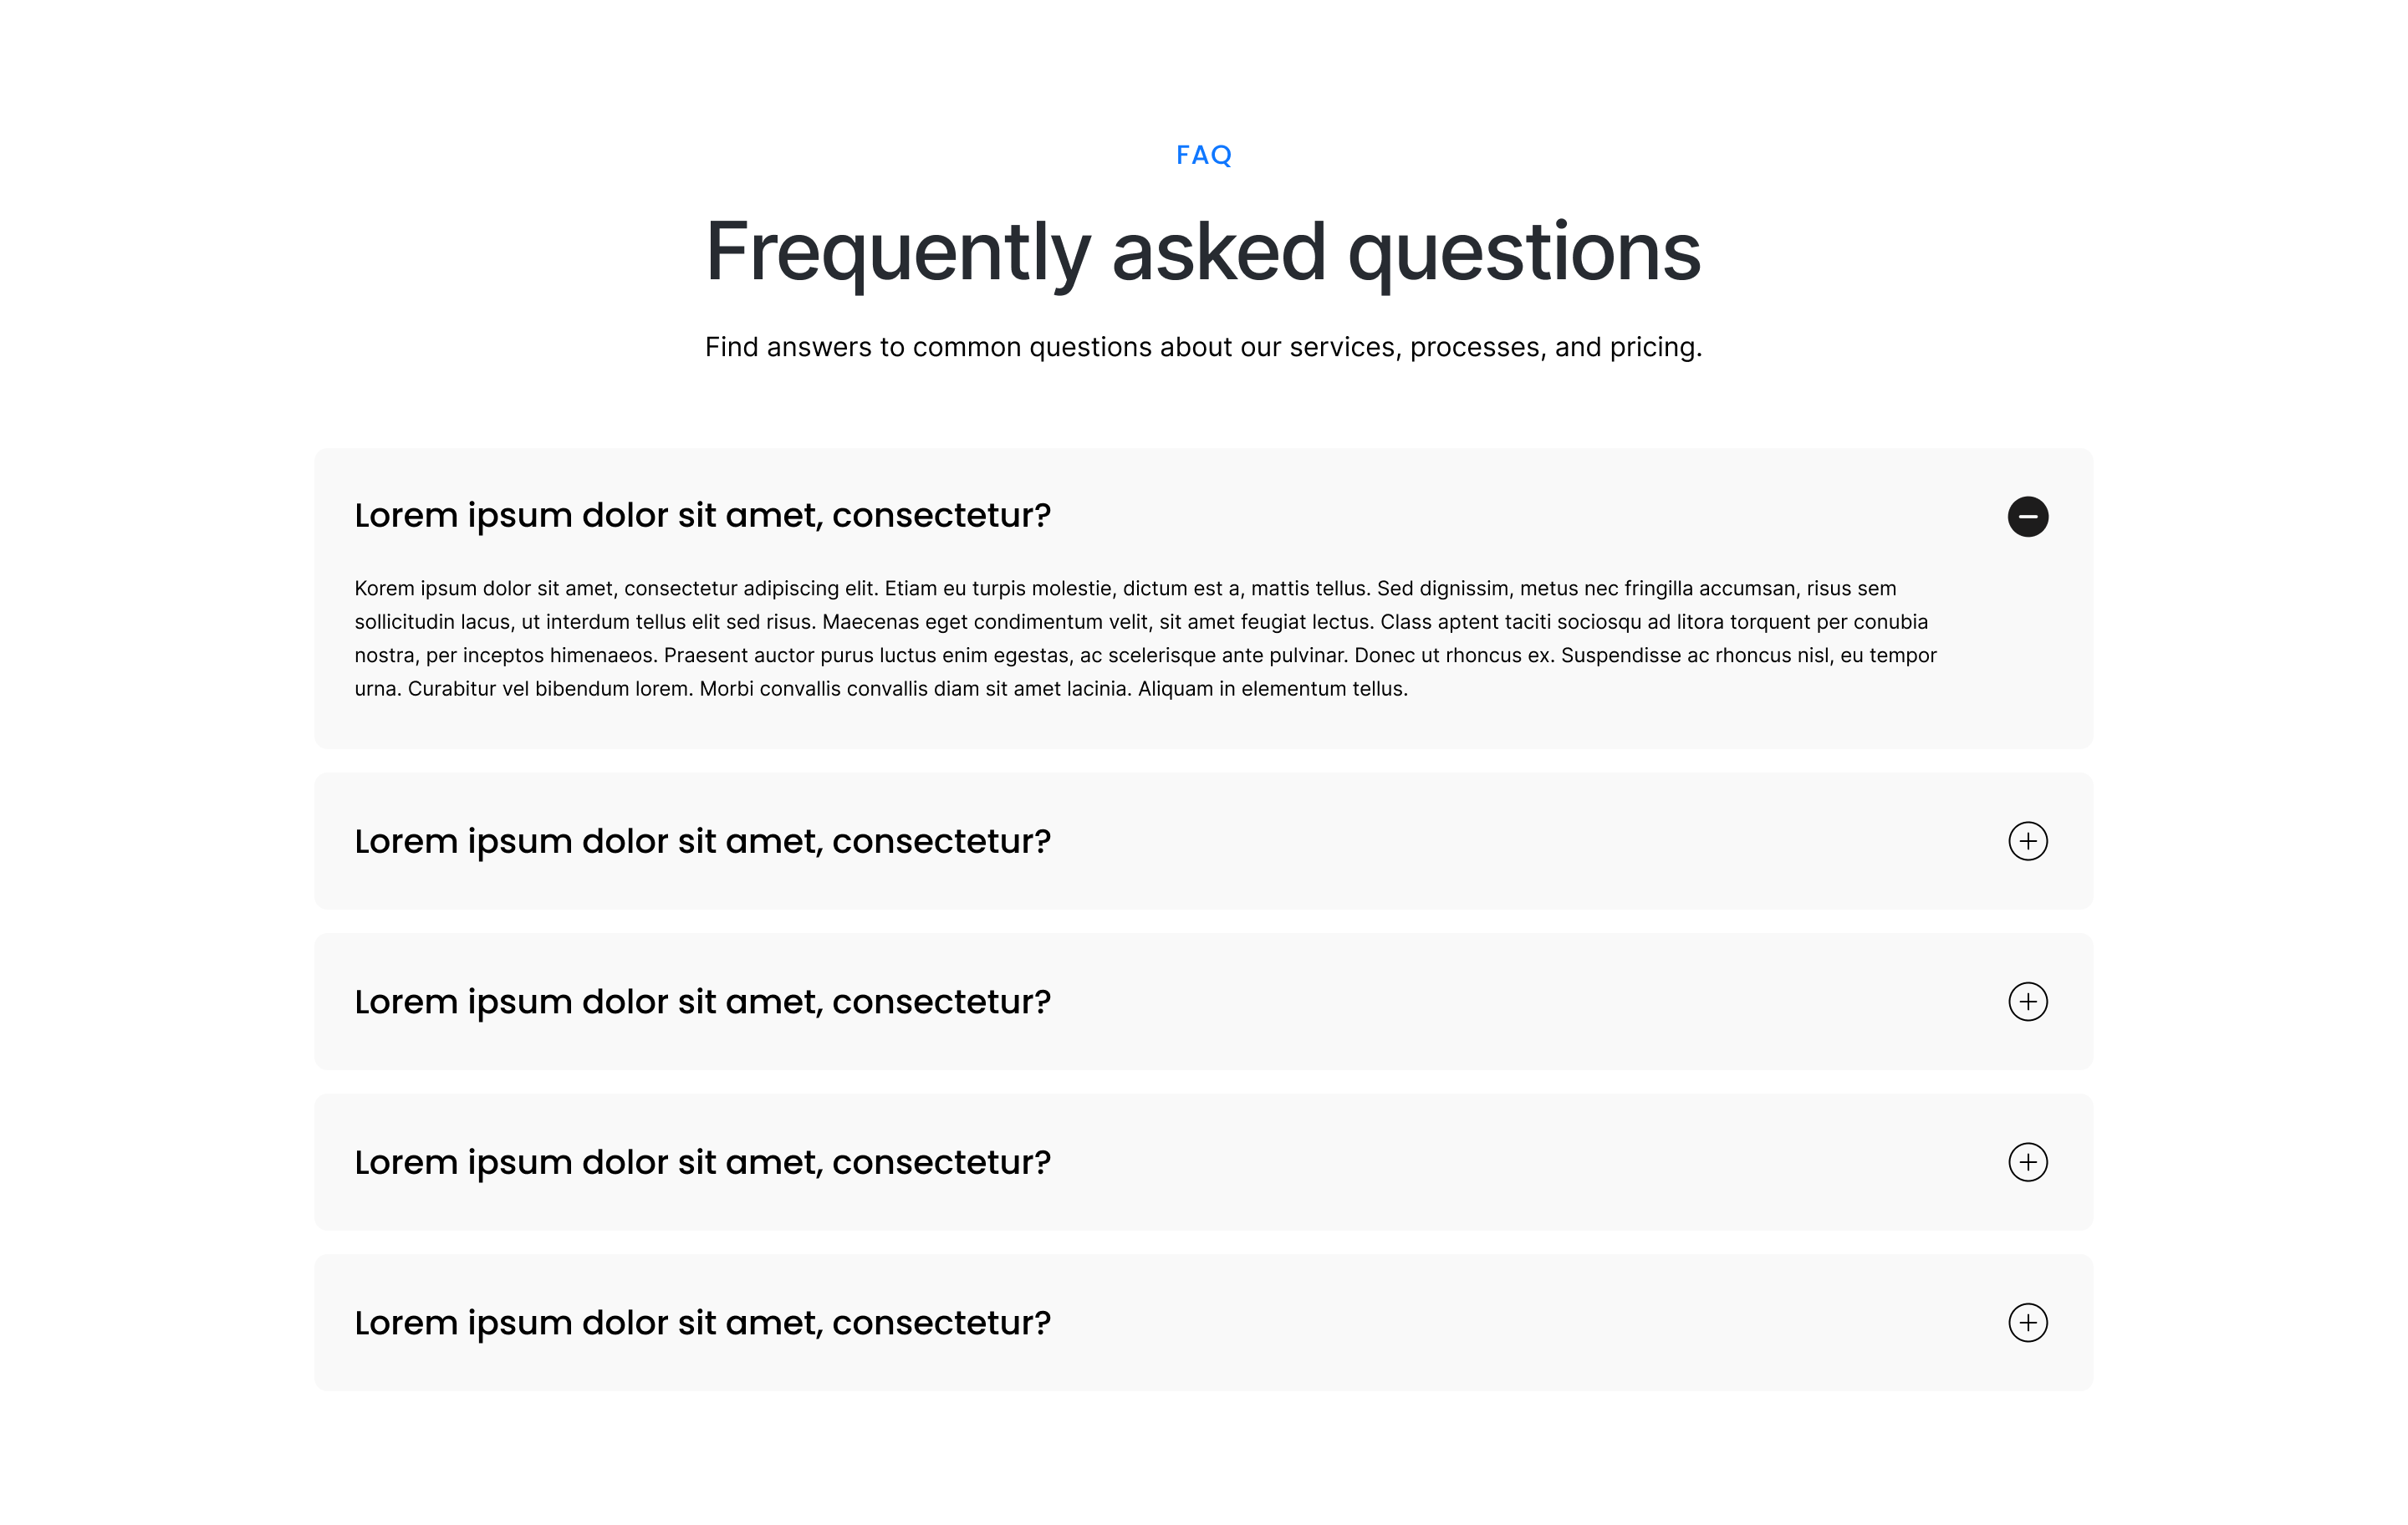 FAQ
Frequently asked questions
Find answers to common questions about our services, processes, and pricing.
Lorem ipsum dolor sit amet, consectetur?
Korem ipsum dolor sit amet, consectetur adipiscing elit. Etiam eu turpis molestie, dictum est a, mattis tellus. Sed dignissim, metus nec fringilla accumsan, risus sem
sollicitudin lacus, ut interdum tellus elit sed risus. Maecenas eget condimentum velit, sit amet feugiat lectus. Class aptent taciti sociosqu ad litora torquent per conubia
nostra, per inceptos himenaeos. Praesent auctor purus luctus enim egestas, ac scelerisque ante pulvinar. Donec ut rhoncus ex. Suspendisse ac rhoncus nisl, eu tempor
urna. Curabitur vel bibendum lorem. Morbi convallis convallis diam sit amet lacinia. Aliquam in elementum tellus.
Lorem ipsum dolor sit amet, consectetur?
Lorem ipsum dolor sit amet, consectetur?
Lorem ipsum dolor sit amet, consectetur?
Lorem ipsum dolor sit amet, consectetur?